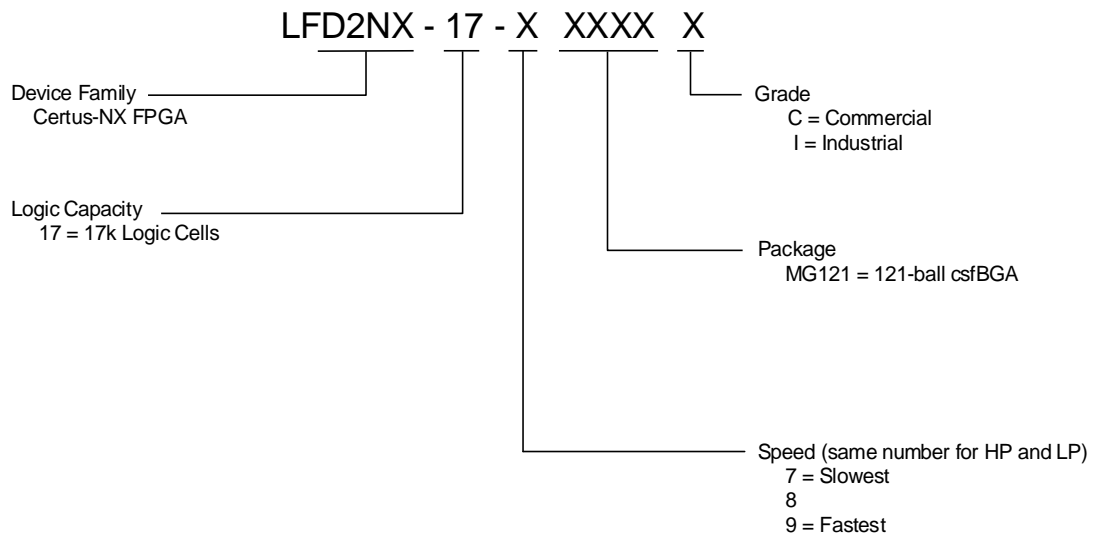 LFD2NX - 17 - X XXXX X
Device Family
Certus-NX FPGA
Logic Capacity
17 = 17k Logic Cells
Grade
C = Commercial
I = Industrial
Package
MG121 = 121-ball csfBGA
Speed (same number for HP and LP)
7 = Slowest
8
9 = Fastest